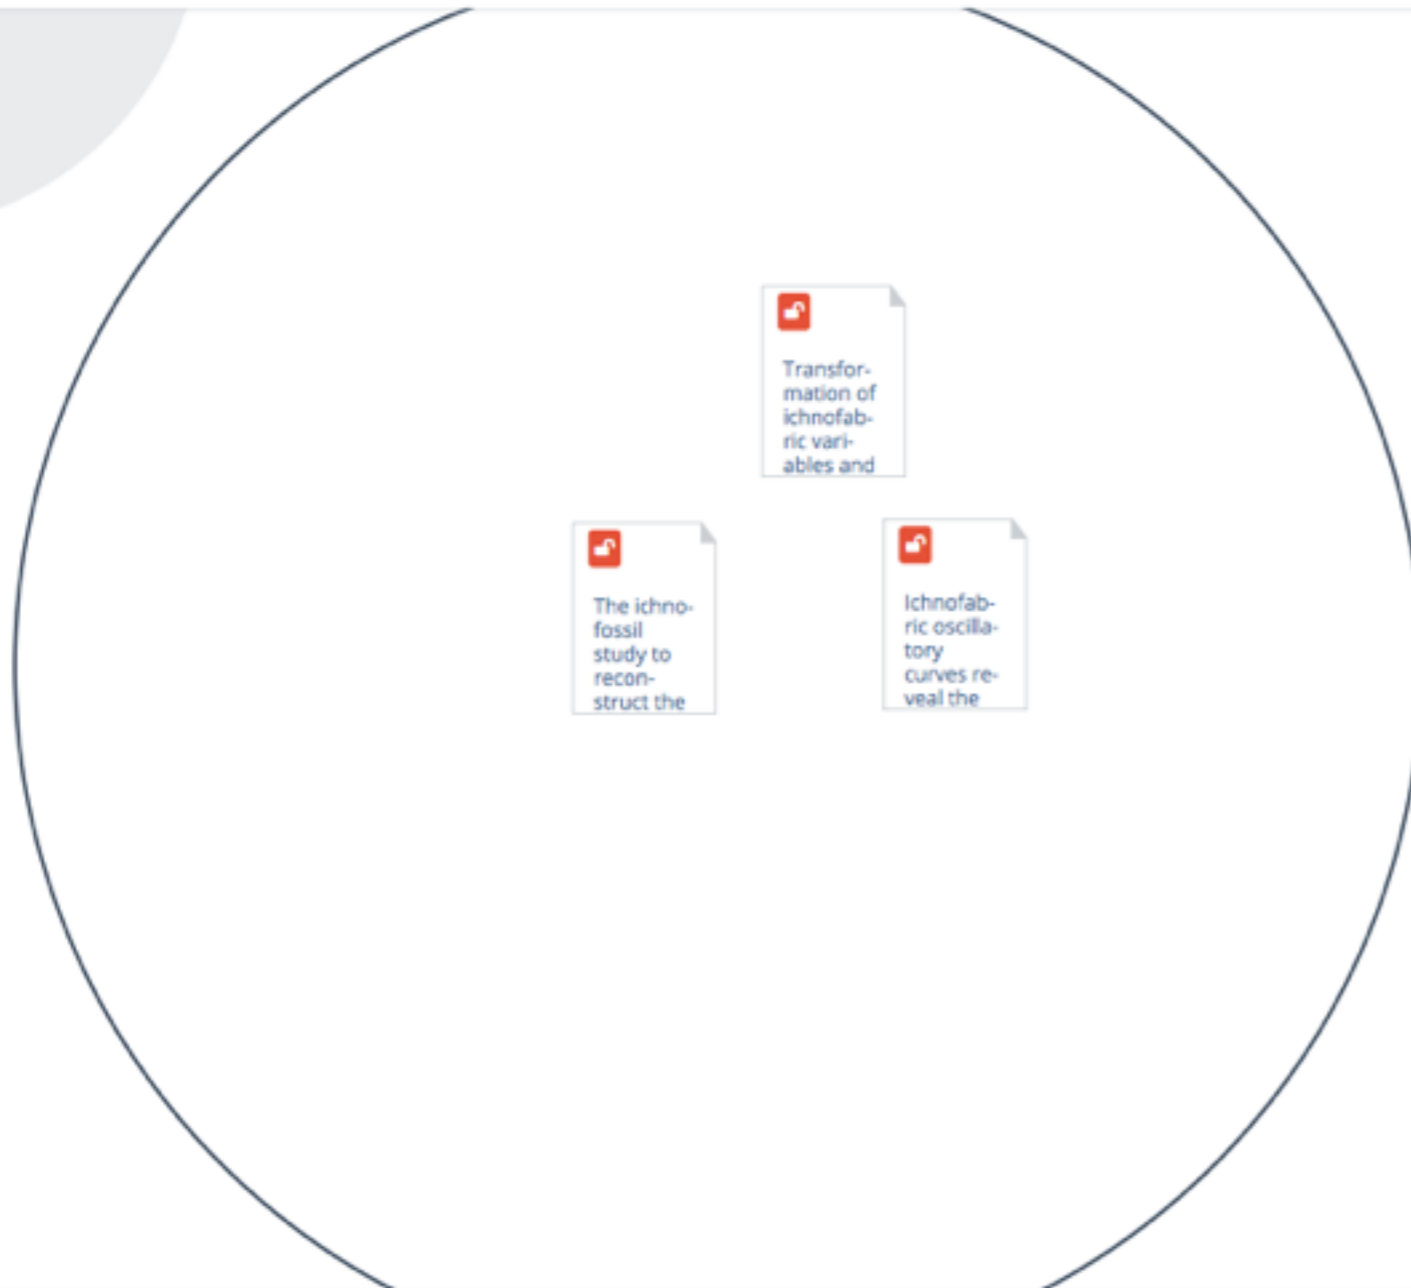 Transfor-
mation of
ichnofab-
ric vari-
ables and
The ichno-
fossil
study to
recon-
struct the
Ichnofab-
ric oscilla-
tory
curves re-
veal the